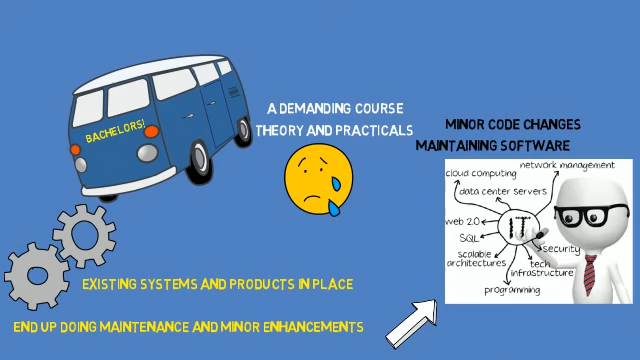 BACHELORS!
A DEMANDING COURSE
THEORY AND PRACTICALS
MINOR CODE CHANGES
MAINTAINING SOFTWARE
network management
cloud computing
data center servers
web 2.0
IT
SQL
security
scalable
architectures
tech
infrastructure
programming
EXISTING SYSTEMS AND PRODUCTS IN PLACE
END UP DOING MAINTENANCE AND MINOR ENHANCEMENTS